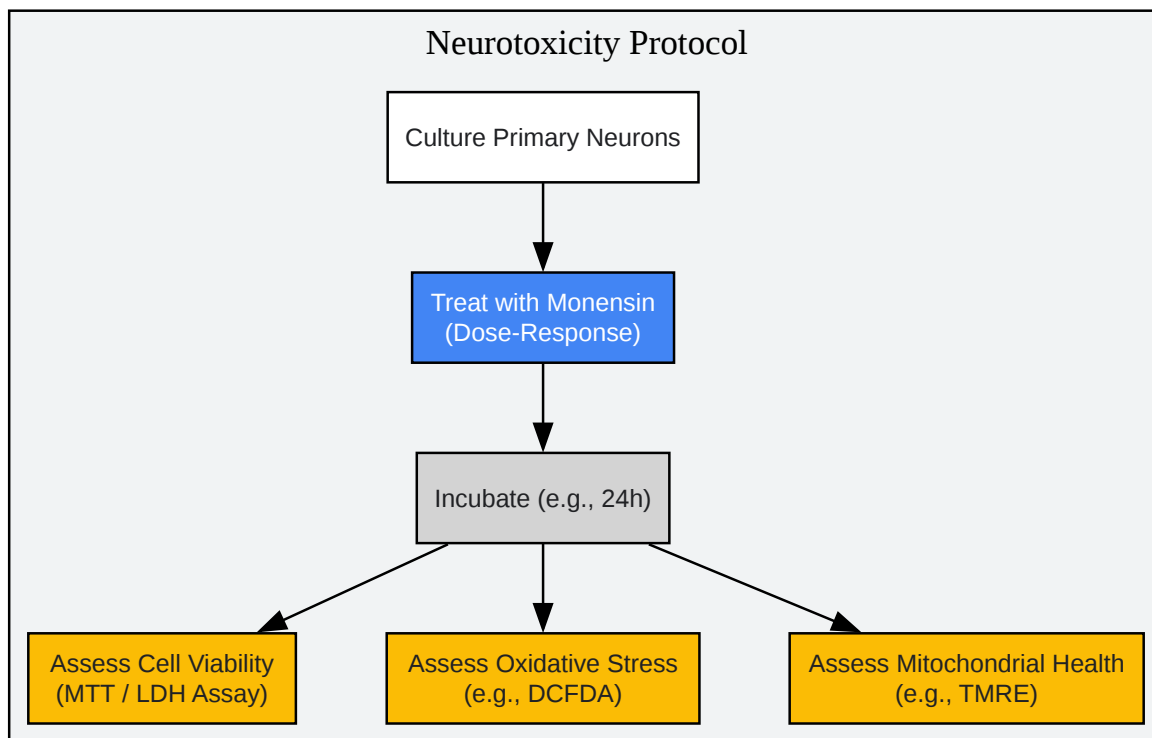 Neurotoxicity Protocol
Culture Primary Neurons
Treat with Monensin
(Dose-Response)
Incubate (e.g., 24h)
Assess Cell Viability
(MTT / LDH Assay)
Assess Oxidative Stress
(e.g., DCFDA)
Assess Mitochondrial Health
(e.g., TMRE)